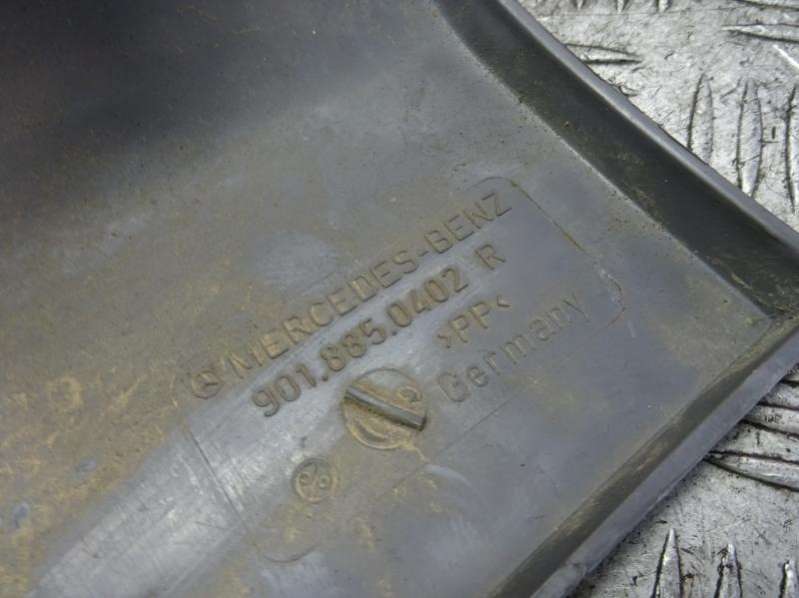 MERCEDES-BENZ
901.885.0402 R
>PP<
Germany